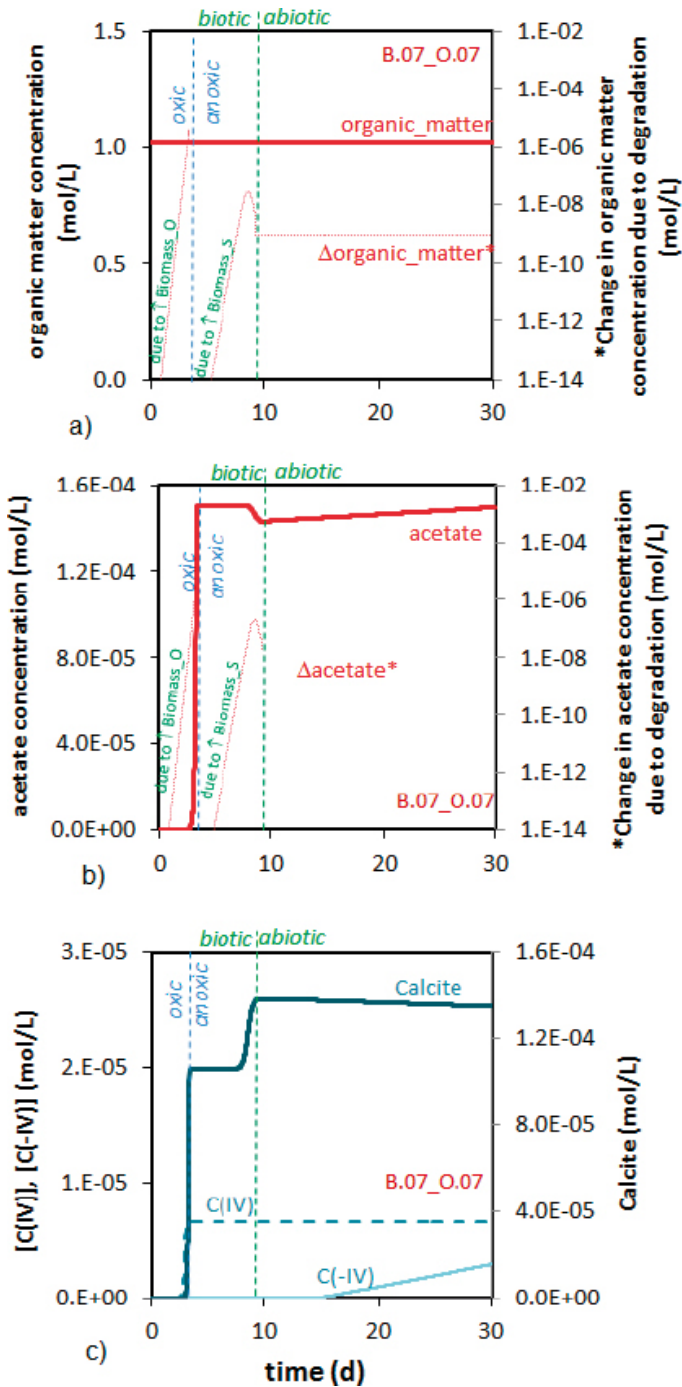 biotic abiotic
1.5
1.0
0.5
0.0
organic matter concentration
(mol/L)
oxic
anoxic
B.07_O.07
organic_matter
Δorganic_matter*
due to ↑ Biomass_O
due to ↑ Biomass_S
1.E-02
1.E-04
1.E-06
1.E-08
1.E-10
1.E-12
1.E-14
*Change in organic matter
concentration due to degradation
(mol/L)
0 10 20 30
a)
biotic abiotic
1.6E-04
1.2E-04
8.0E-05
4.0E-05
0.0E+00
acetate concentration (mol/L)
oxic
anoxic
acetate
Δacetate*
due to ↑ Biomass_O
due to ↑ Biomass_S
B.07_O.07
1.E-02
1.E-04
1.E-06
1.E-08
1.E-10
1.E-12
1.E-14
*Change in acetate concentration
due to degradation (mol/L)
0 10 20 30
b)
biotic abiotic
3.E-05
2.E-05
1.E-05
0.E+00
[C(IV)], [C(-IV)] (mol/L)
oxic
anoxic
Calcite
B.07_O.07
C(IV)
C(-IV)
1.6E-04
1.2E-04
8.0E-05
4.0E-05
0.0E+00
Calcite (mol/L)
0 10 20 30
c)
time (d)